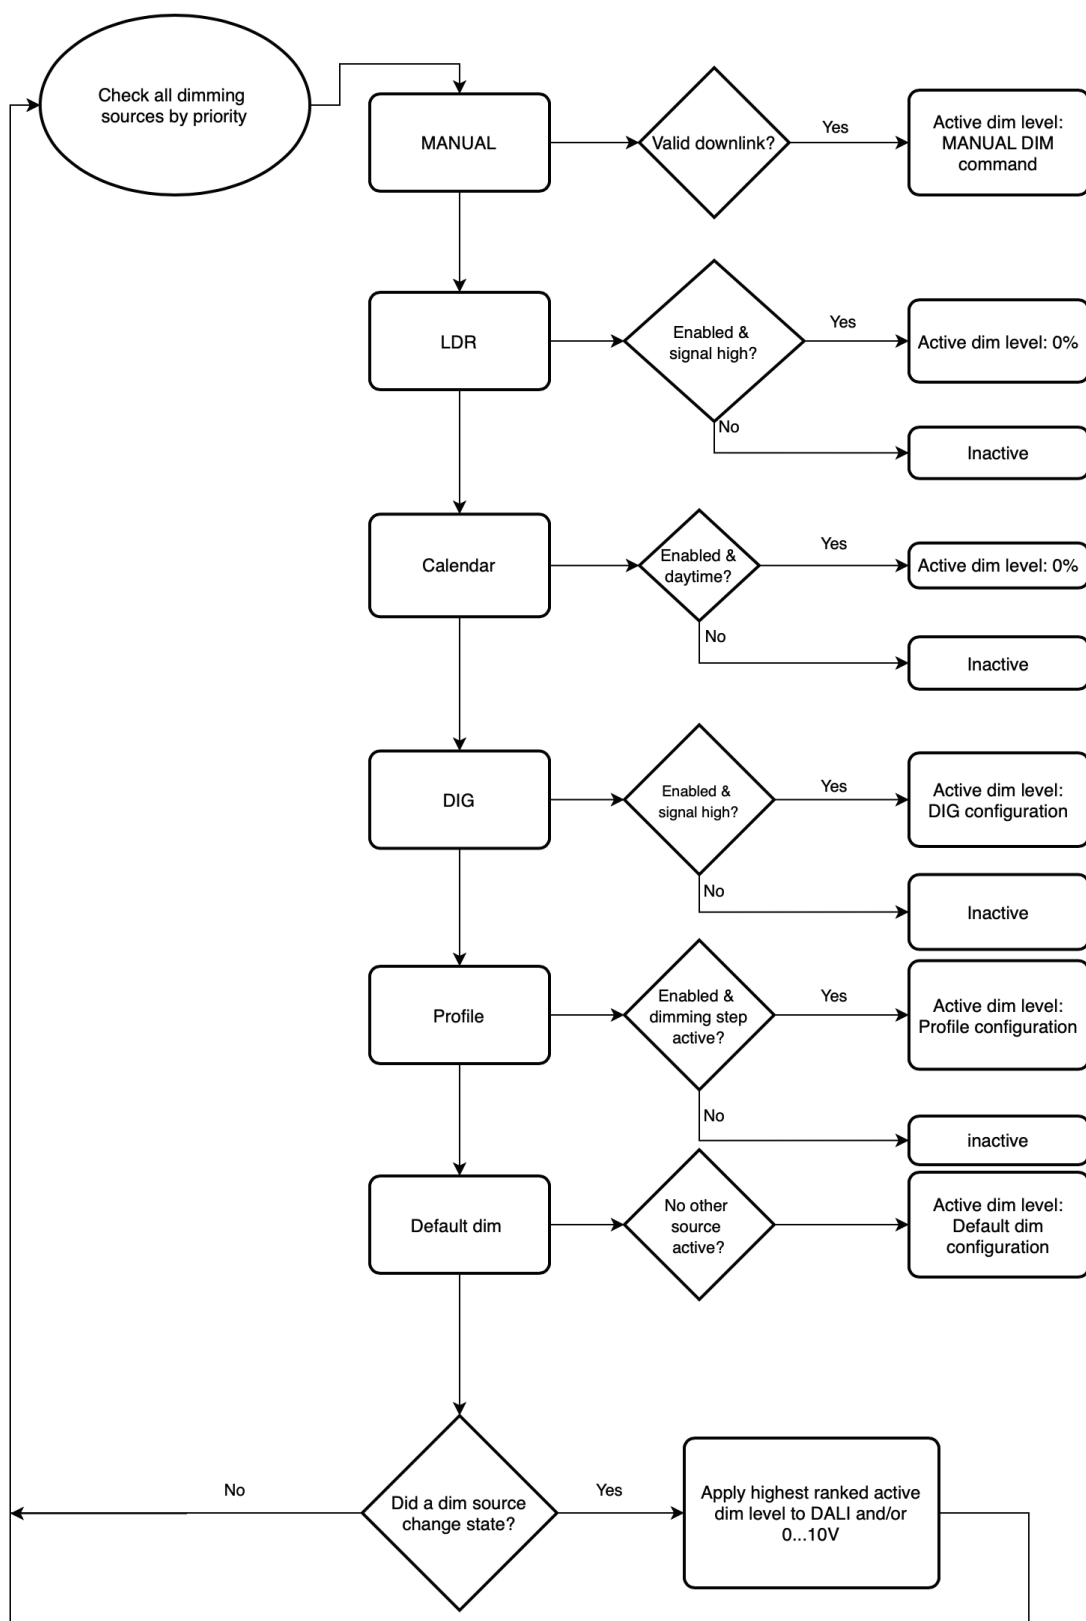 Check all dimming
sources by priority
MANUAL
Valid downlink?
Yes
Active dim level:
MANUAL DIM
command
LDR
Enabled &
signal high?
Yes
Active dim level: 0%
No
Inactive
Calendar
Enabled &
daytime?
Yes
Active dim level: 0%
No
Inactive
DIG
Enabled &
signal high?
Yes
Active dim level:
DIG configuration
No
Inactive
Profile
Enabled &
dimming step
active?
Yes
Active dim level:
Profile configuration
No
inactive
Default dim
No other
source
active?
Active dim level:
Default dim
configuration
Did a dim source
change state?
No
Yes
Apply highest ranked active
dim level to DALI and/or
0...10V